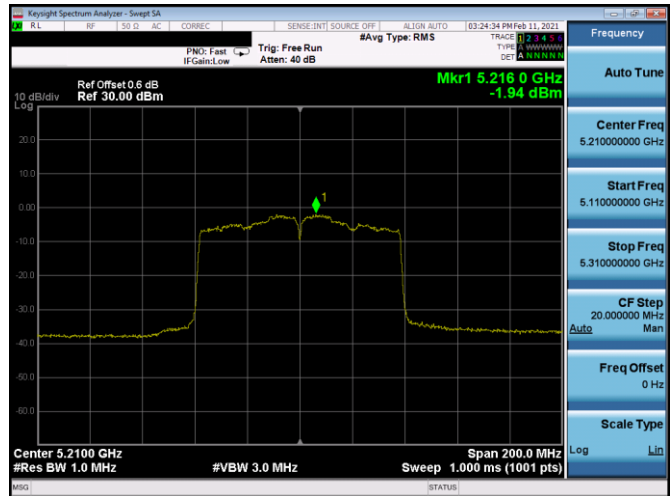 Keysight Spectrum Analyzer - Swept SA
RL RF 50 Ω AC CORREC SENSE:INT SOURCE OFF ALIGN AUTO 03:24:34 PM Feb 11, 2021
#Avg Type: RMS
TRACE 1 2 3 4 5 6
PNO: Fast Trig: Free Run
TYPE A WWWWW
IFGain:Low Atten: 40 dB
DET A N N N N N
Mkr1 5.216 0 GHz
-1.94 dBm
Ref Offset 0.6 dB
10 dB/div Ref 30.00 dBm
Log
20.0
10.0
0.00
-10.0
-20.0
-30.0
-40.0
-50.0
-60.0
1
Center 5.2100 GHz Span 200.0 MHz
#Res BW 1.0 MHz #VBW 3.0 MHz Sweep 1.000 ms (1001 pts)
MSG STATUS
Frequency
Auto Tune
Center Freq
5.210000000 GHz
Start Freq
5.110000000 GHz
Stop Freq
5.310000000 GHz
CF Step
20.000000 MHz
Auto Man
Freq Offset
0 Hz
Scale Type
Log Lin